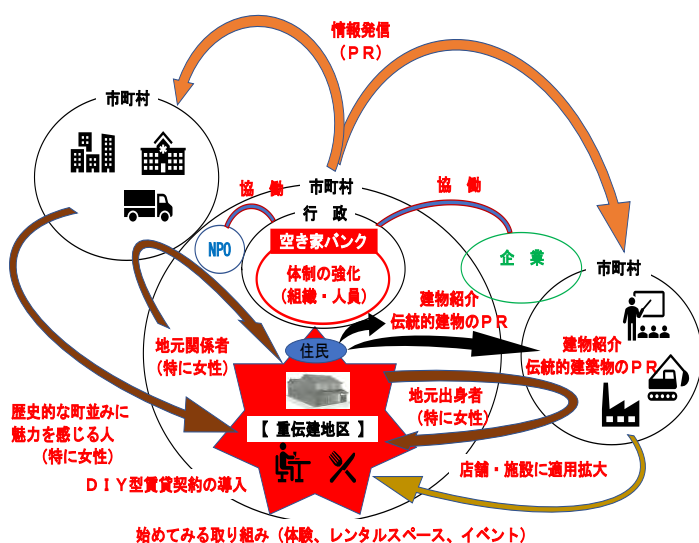 情報発信
（ＰＲ）
市町村
協　働
市町村
協　働
行　政
NPO
空き家バンク
企　業
体制の強化
（組織・人員）
市町村
建物紹介
伝統的建物のＰＲ
住民
建物紹介
伝統的建築物のＰＲ
地元関係者
（特に女性）
地元出身者
（特に女性）
歴史的な町並みに
魅力を感じる人
（特に女性）
【 重伝建地区 】
店舗・施設に適用拡大
ＤＩＹ型賃貸契約の導入
始めてみる取り組み（体験、レンタルスペース、イベント）